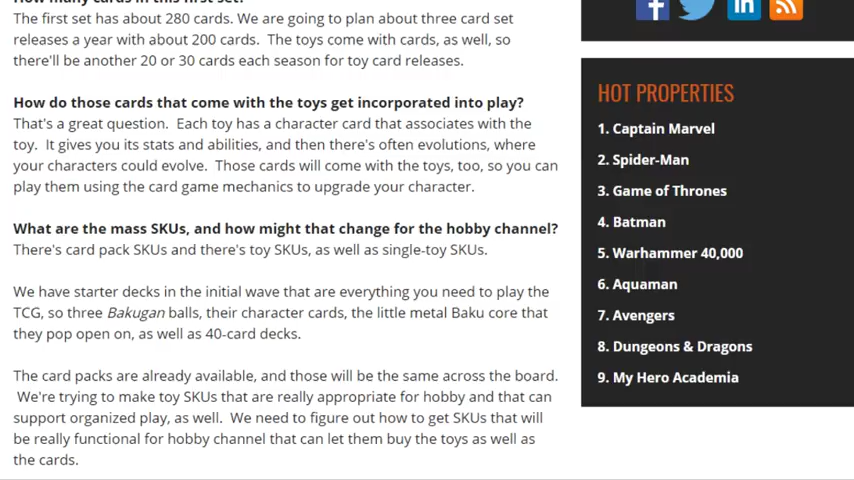 How many cards in this first set?
The first set has about 280 cards. We are going to plan about three card set
releases a year with about 200 cards.  The toys come with cards, as well, so
there'll be another 20 or 30 cards each season for toy card releases.
How do those cards that come with the toys get incorporated into play?
That's a great question.  Each toy has a character card that associates with the
toy.  It gives you its stats and abilities, and then there's often evolutions, where
your characters could evolve.  Those cards will come with the toys, too, so you can
play them using the card game mechanics to upgrade your character.
What are the mass SKUs, and how might that change for the hobby channel?
There's card pack SKUs and there's toy SKUs, as well as single-toy SKUs.
We have starter decks in the initial wave that are everything you need to play the
TCG, so three Bakugan balls, their character cards, the little metal Baku core that
they pop open on, as well as 40-card decks.
The card packs are already available, and those will be the same across the board.
We're trying to make toy SKUs that are really appropriate for hobby and that can
support organized play, as well.  We need to figure out how to get SKUs that will
be really functional for hobby channel that can let them buy the toys as well as
the cards.
HOT PROPERTIES
1. Captain Marvel
2. Spider-Man
3. Game of Thrones
4. Batman
5. Warhammer 40,000
6. Aquaman
7. Avengers
8. Dungeons & Dragons
9. My Hero Academia